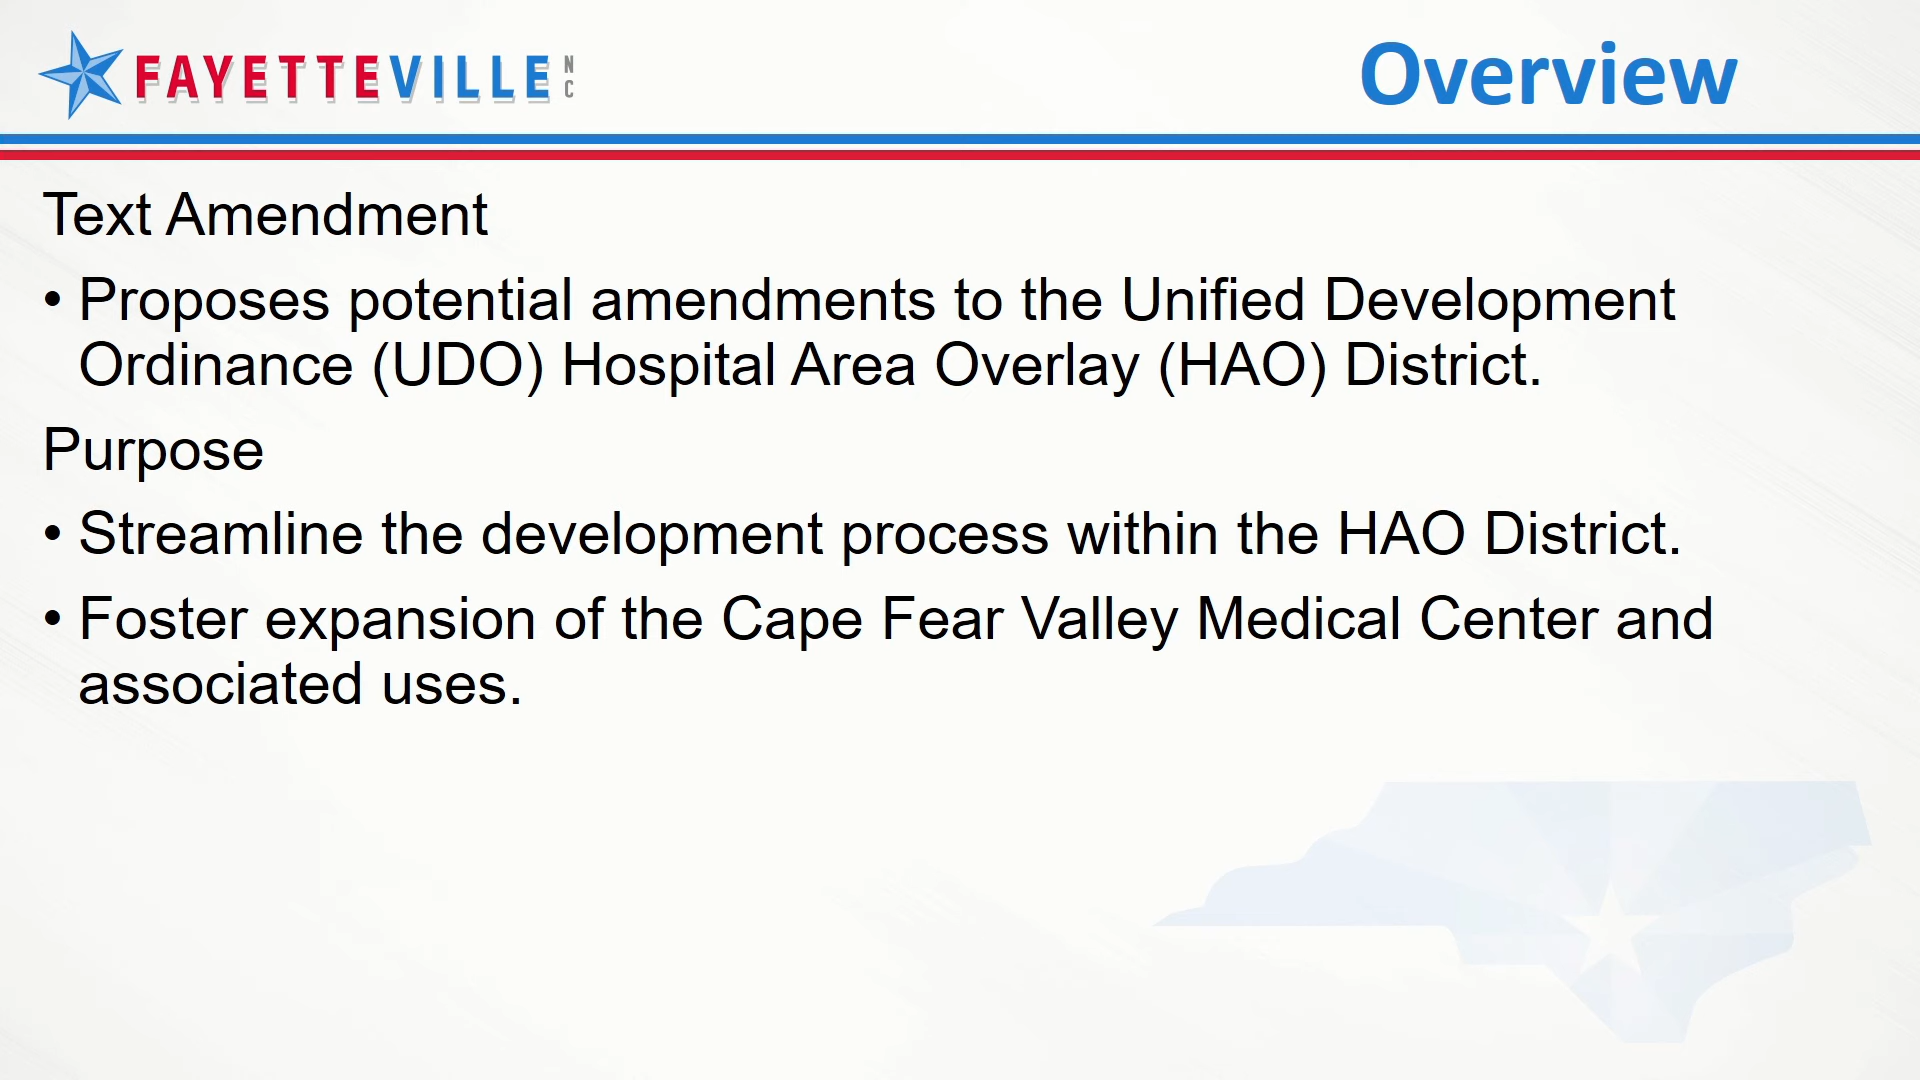 FAYETTEVILLE NC
Overview
Text Amendment
• Proposes potential amendments to the Unified Development
Ordinance (UDO) Hospital Area Overlay (HAO) District.
Purpose
• Streamline the development process within the HAO District.
• Foster expansion of the Cape Fear Valley Medical Center and
associated uses.